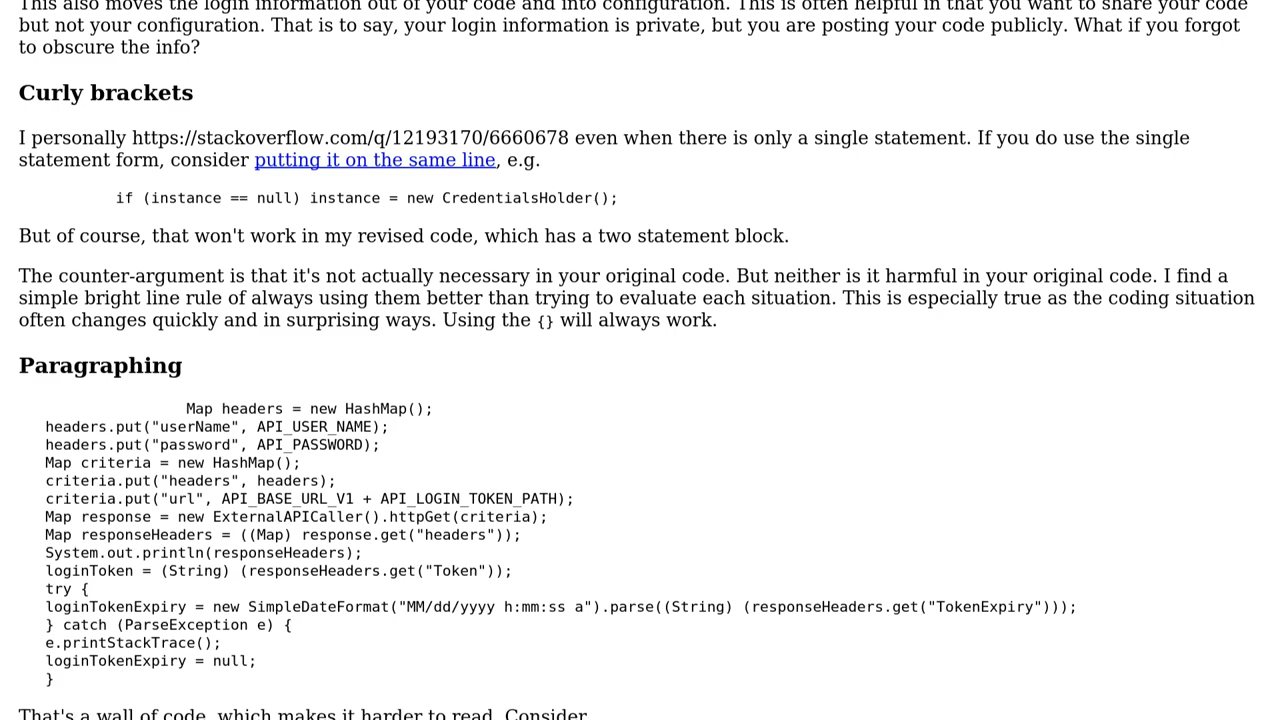 This also moves the login information out of your code and into configuration. This is often helpful in that you want to share your code
but not your configuration. That is to say, your login information is private, but you are posting your code publicly. What if you forgot
to obscure the info?
Curly brackets
I personally https://stackoverflow.com/q/12193170/6660678 even when there is only a single statement. If you do use the single
statement form, consider putting it on the same line, e.g.
if (instance == null) instance = new CredentialsHolder();
But of course, that won't work in my revised code, which has a two statement block.
The counter-argument is that it's not actually necessary in your original code. But neither is it harmful in your original code. I find a
simple bright line rule of always using them better than trying to evaluate each situation. This is especially true as the coding situation
often changes quickly and in surprising ways. Using the {} will always work.
Paragraphing
Map headers = new HashMap();
headers.put("userName", API_USER_NAME);
headers.put("password", API_PASSWORD);
Map criteria = new HashMap();
criteria.put("headers", headers);
criteria.put("url", API_BASE_URL_V1 + API_LOGIN_TOKEN_PATH);
Map response = new ExternalAPICaller().httpGet(criteria);
Map responseHeaders = ((Map) response.get("headers"));
System.out.println(responseHeaders);
loginToken = (String) (responseHeaders.get("Token"));
try {
loginTokenExpiry = new SimpleDateFormat("MM/dd/yyyy h:mm:ss a").parse((String) (responseHeaders.get("TokenExpiry")));
} catch (ParseException e) {
e.printStackTrace();
loginTokenExpiry = null;
}
That's a wall of code, which makes it harder to read. Consider